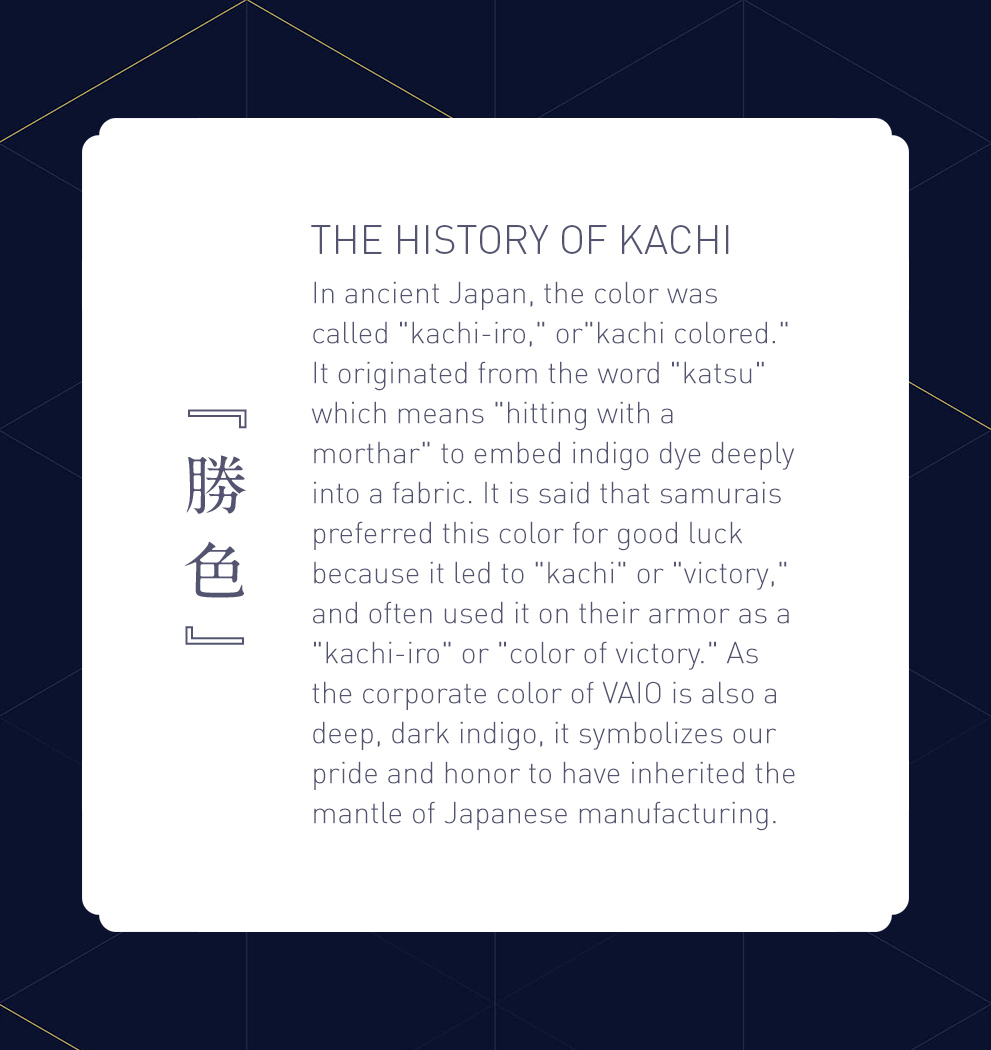 『勝色』
THE HISTORY OF KACHI
In ancient Japan, the color was
called "kachi-iro," or"kachi colored."
It originated from the word "katsu"
which means "hitting with a
morthar" to embed indigo dye deeply
into a fabric. It is said that samurais
preferred this color for good luck
because it led to "kachi" or "victory,"
and often used it on their armor as a
"kachi-iro" or "color of victory." As
the corporate color of VAIO is also a
deep, dark indigo, it symbolizes our
pride and honor to have inherited the
mantle of Japanese manufacturing.